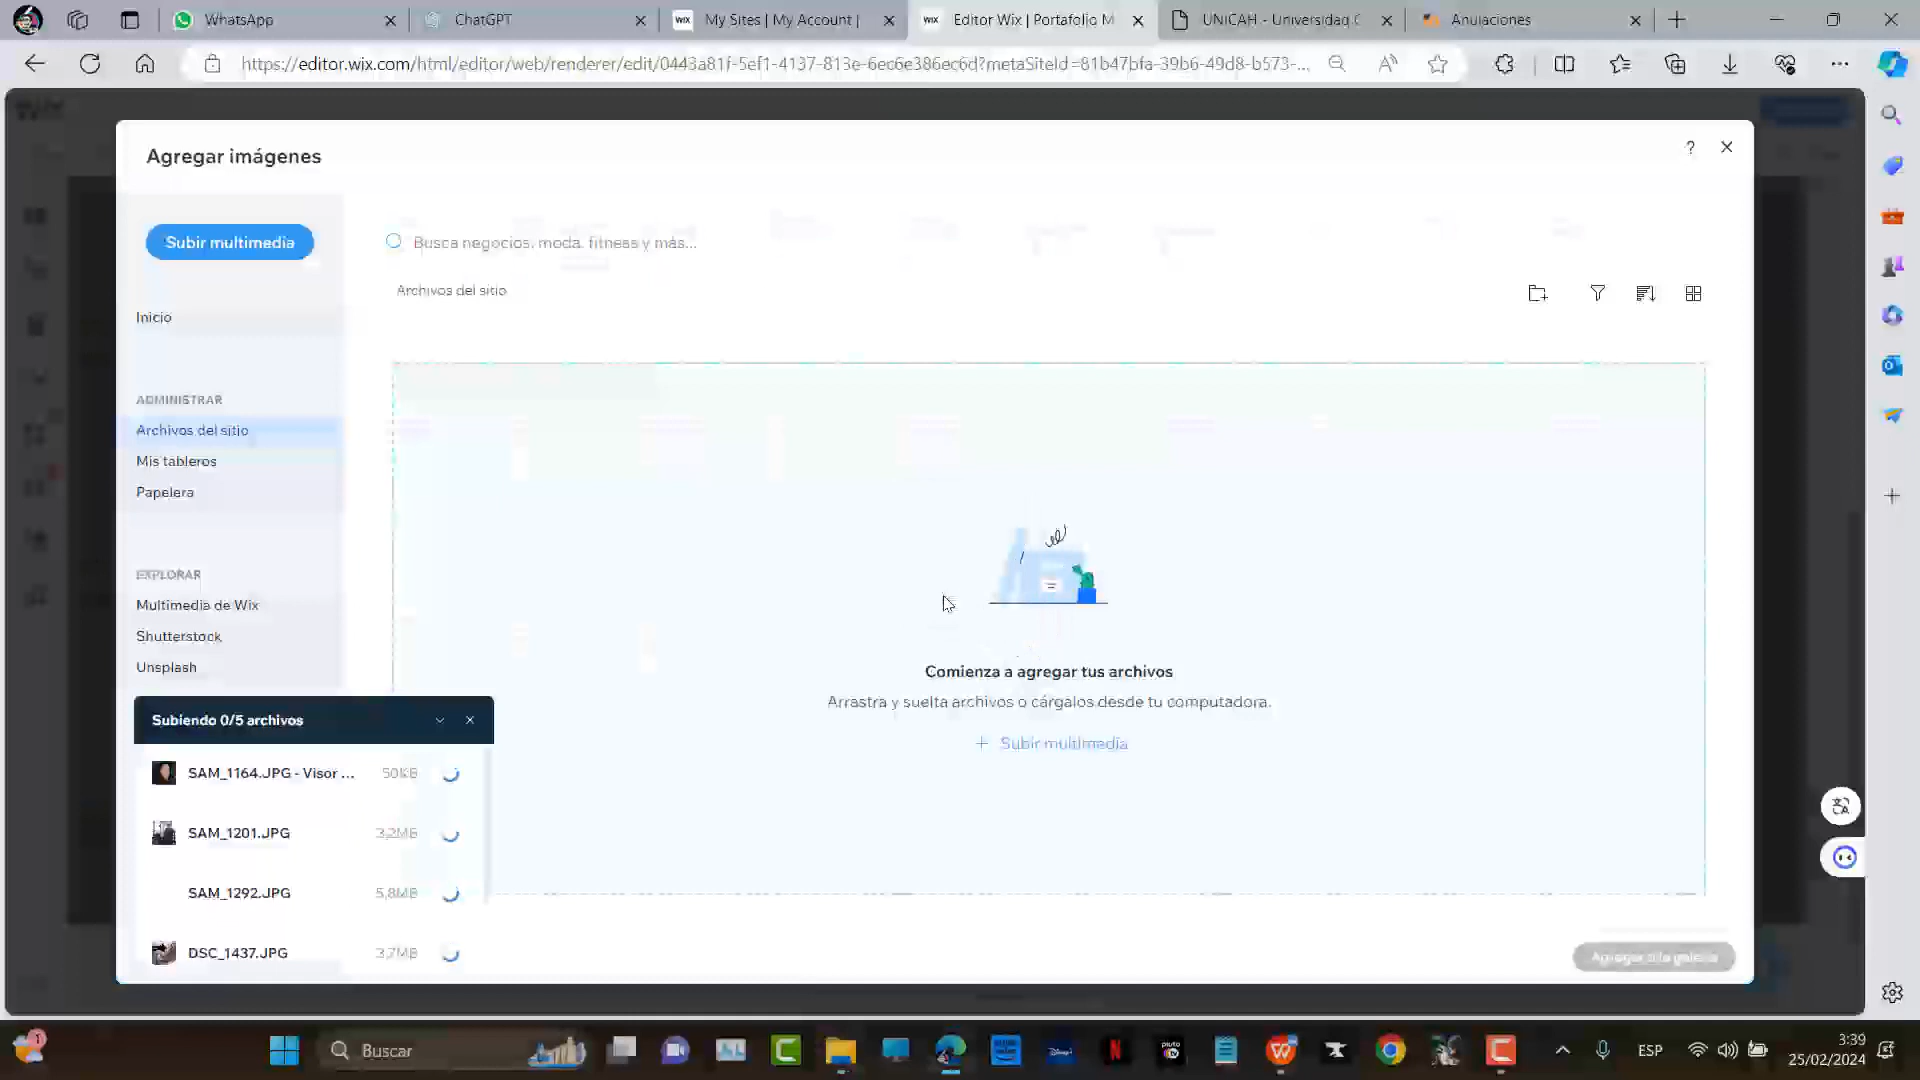 WhatsApp
ChatGPT
My Sites | My Account |
Editor Wix | Portafolio M
UNICAH - Universidad C
Anulaciones
https://editor.wix.com/html/editor/web/renderer/edit/0443a81f-5ef1-4137-813e-6ec6e386ec6d?metaSiteId=81b47bfa-39b6-49d8-b573-...
Agregar imágenes
?
Subir multimedia
Busca negocios, moda, fitness y más...
Archivos del sitio
Inicio
ADMINISTRAR
Archivos del sitio
Mis tableros
Papelera
EXPLORAR
Multimedia de Wix
Shutterstock
Unsplash
Comienza a agregar tus archivos
Arrastra y suelta archivos o cárgalos desde tu computadora.
+ Subir multimedia
Subiendo 0/5 archivos
SAM_1164.JPG - Visor ... 50KB
SAM_1201.JPG 3,2MB
SAM_1292.JPG 5,8MB
DSC_1437.JPG 3,7MB
Agregar a la galería
Buscar
ESP
3:39
25/02/2024